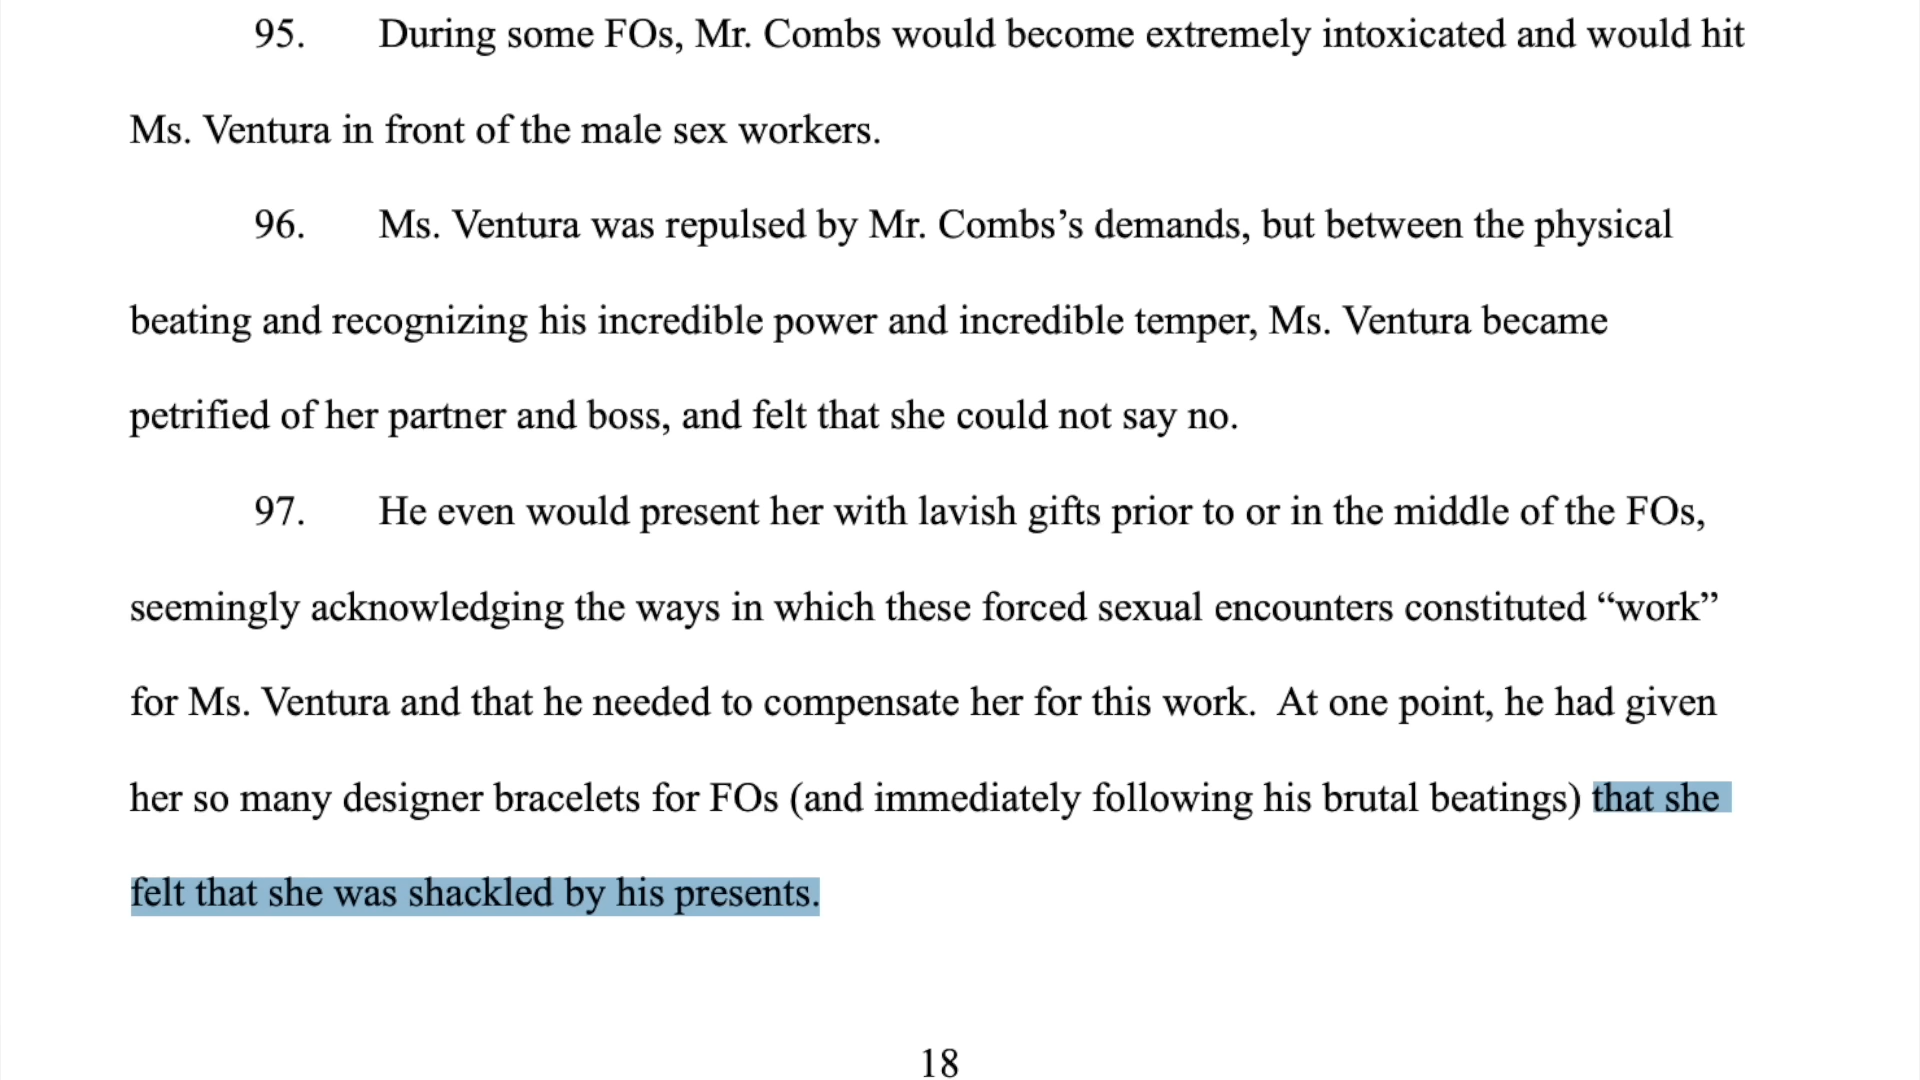 95. During some FOs, Mr. Combs would become extremely intoxicated and would hit
Ms. Ventura in front of the male sex workers.
96. Ms. Ventura was repulsed by Mr. Combs’s demands, but between the physical
beating and recognizing his incredible power and incredible temper, Ms. Ventura became
petrified of her partner and boss, and felt that she could not say no.
97. He even would present her with lavish gifts prior to or in the middle of the FOs,
seemingly acknowledging the ways in which these forced sexual encounters constituted “work”
for Ms. Ventura and that he needed to compensate her for this work. At one point, he had given
her so many designer bracelets for FOs (and immediately following his brutal beatings) that she
felt that she was shackled by his presents.
18